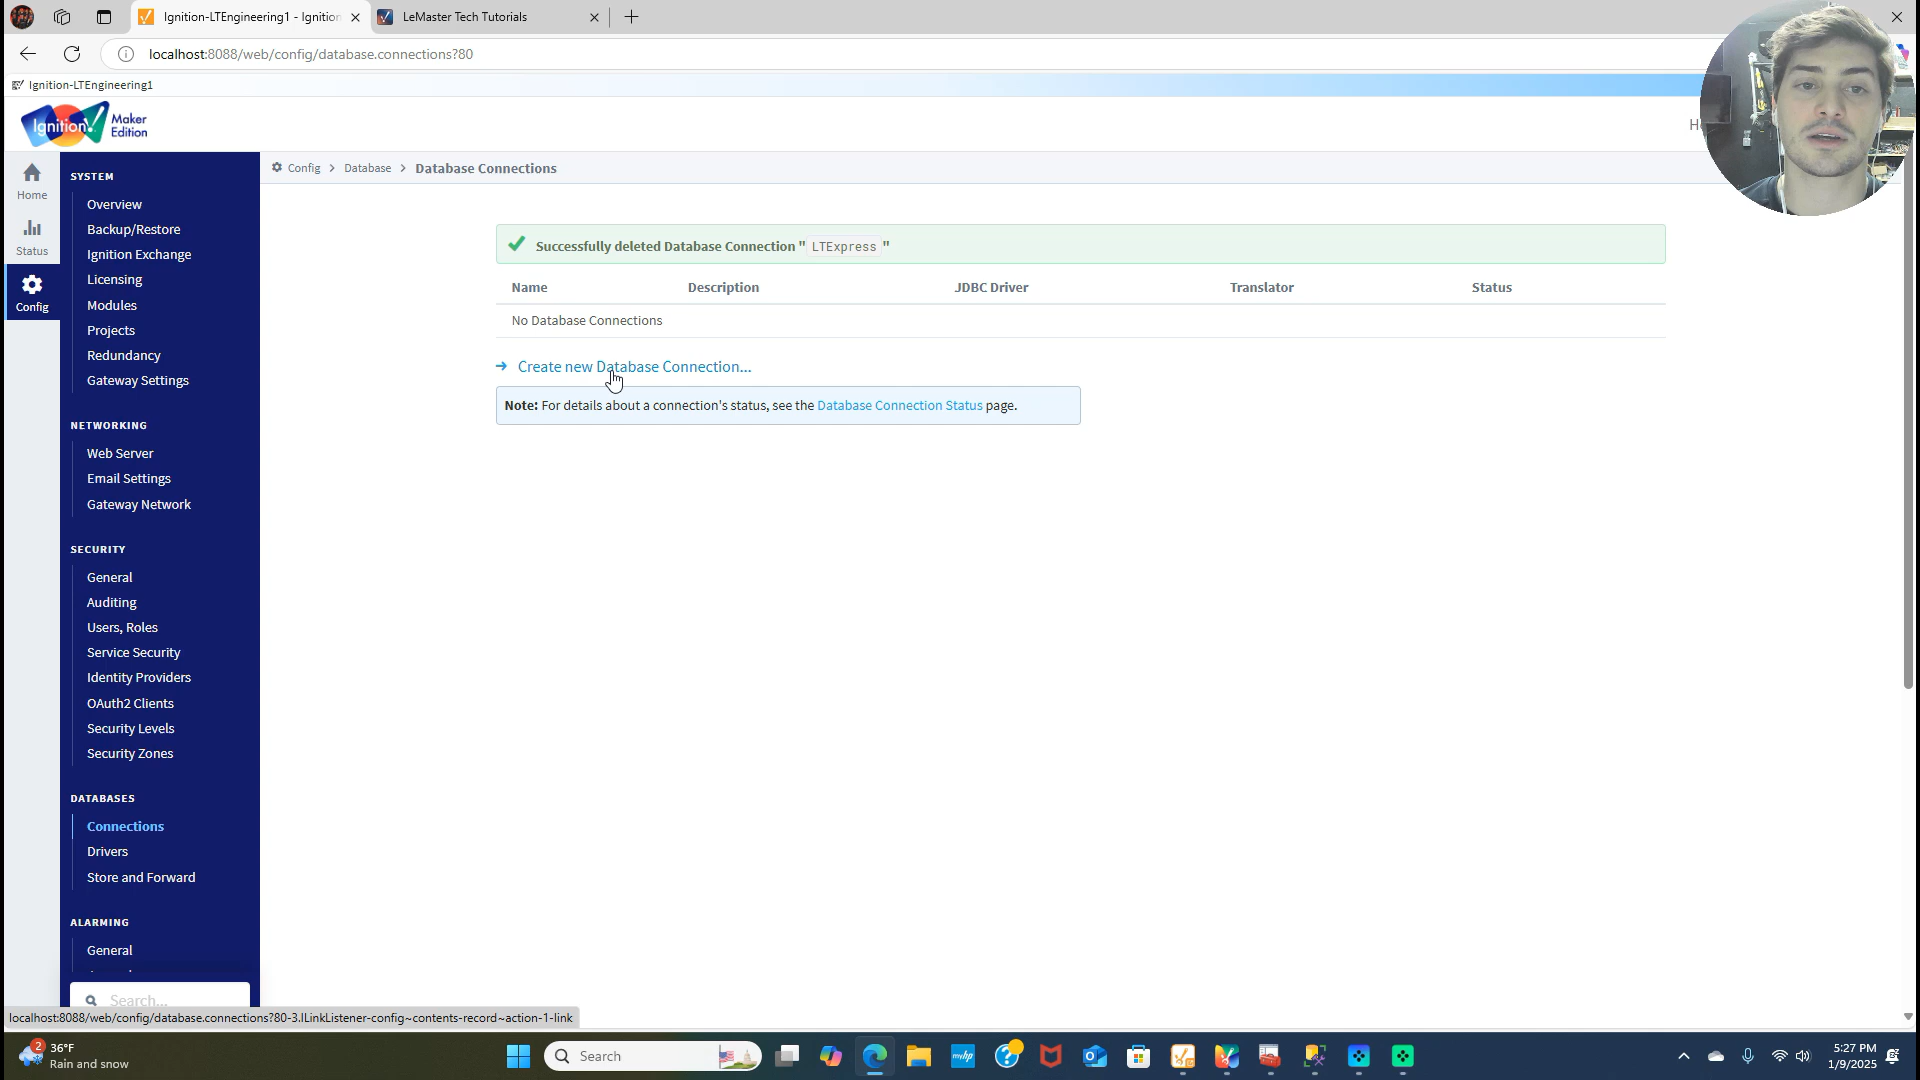 Ignition-LTEngineering1 - Ignition
LeMaster Tech Tutorials
localhost:8088/web/config/database.connections?80
Ignition-LTEngineering1
Ignition!
Maker
Edition
Home
Status
Config
SYSTEM
Overview
Backup/Restore
Ignition Exchange
Licensing
Modules
Projects
Redundancy
Gateway Settings
NETWORKING
Web Server
Email Settings
Gateway Network
SECURITY
General
Auditing
Users, Roles
Service Security
Identity Providers
OAuth2 Clients
Security Levels
Security Zones
DATABASES
Connections
Drivers
Store and Forward
ALARMING
General
Search...
Config > Database > Database Connections
Successfully deleted Database Connection " LTExpress "
Name Description JDBC Driver Translator Status
No Database Connections
Create new Database Connection...
Note: For details about a connection's status, see the Database Connection Status page.
localhost:8088/web/config/database.connections?80-3.ILinkListener-config~contents-record~action-1-link
2
36°F
Rain and snow
Search
myhp
5:27 PM
1/9/2025